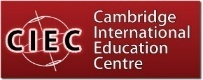 CIEC
Cambridge
International
Education
Centre